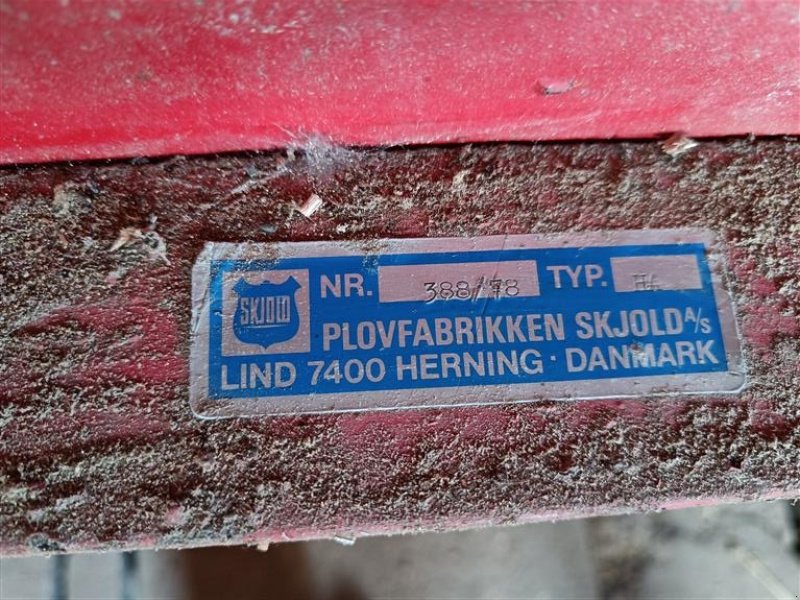 SKJOLD
NR. 388/78 TYP.
PLOVFABRIKKEN SKJOLD A/S
LIND 7400 HERNING · DANMARK